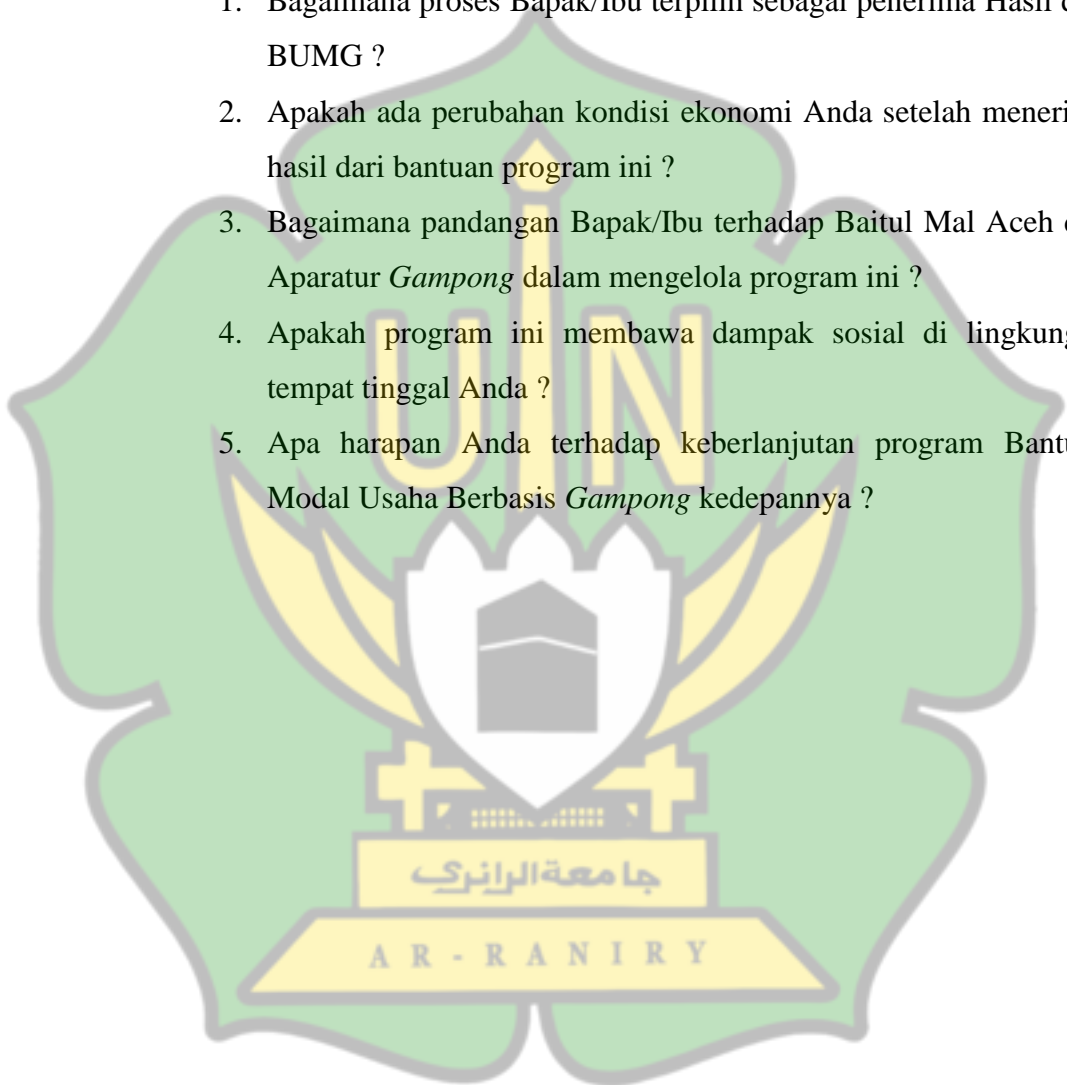 1. Bagaimana proses Bapak/Ibu terpilih sebagai penerima Hasil
BUMG ?
2. Apakah ada perubahan kondisi ekonomi Anda setelah
hasil dari bantuan program ini ?
3. Bagaimana pandangan Bapak/Ibu terhadap Baitul Mal Aceh
Aparatur Gampong dalam mengelola program ini ?
4. Apakah program ini membawa dampak sosial di
tempat tinggal Anda ?
5. Apa harapan Anda terhadap keberlanjutan program
Modal Usaha Berbasis Gampong kedepannya ?
UIN
جامعة الرانري
AR-RANIRY